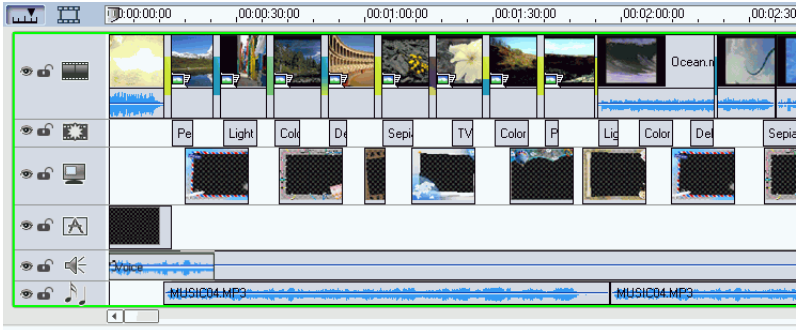 00:00:00:00 00:00:30:00 00:01:00:00 00:01:30:00 00:02:00:00 00:02:30
Ocean.m
Pe Light Colo De Sepia TV Color P Lig Color Del Sepia
Voice
MUSIC04.MP3 MUSIC04.MP3